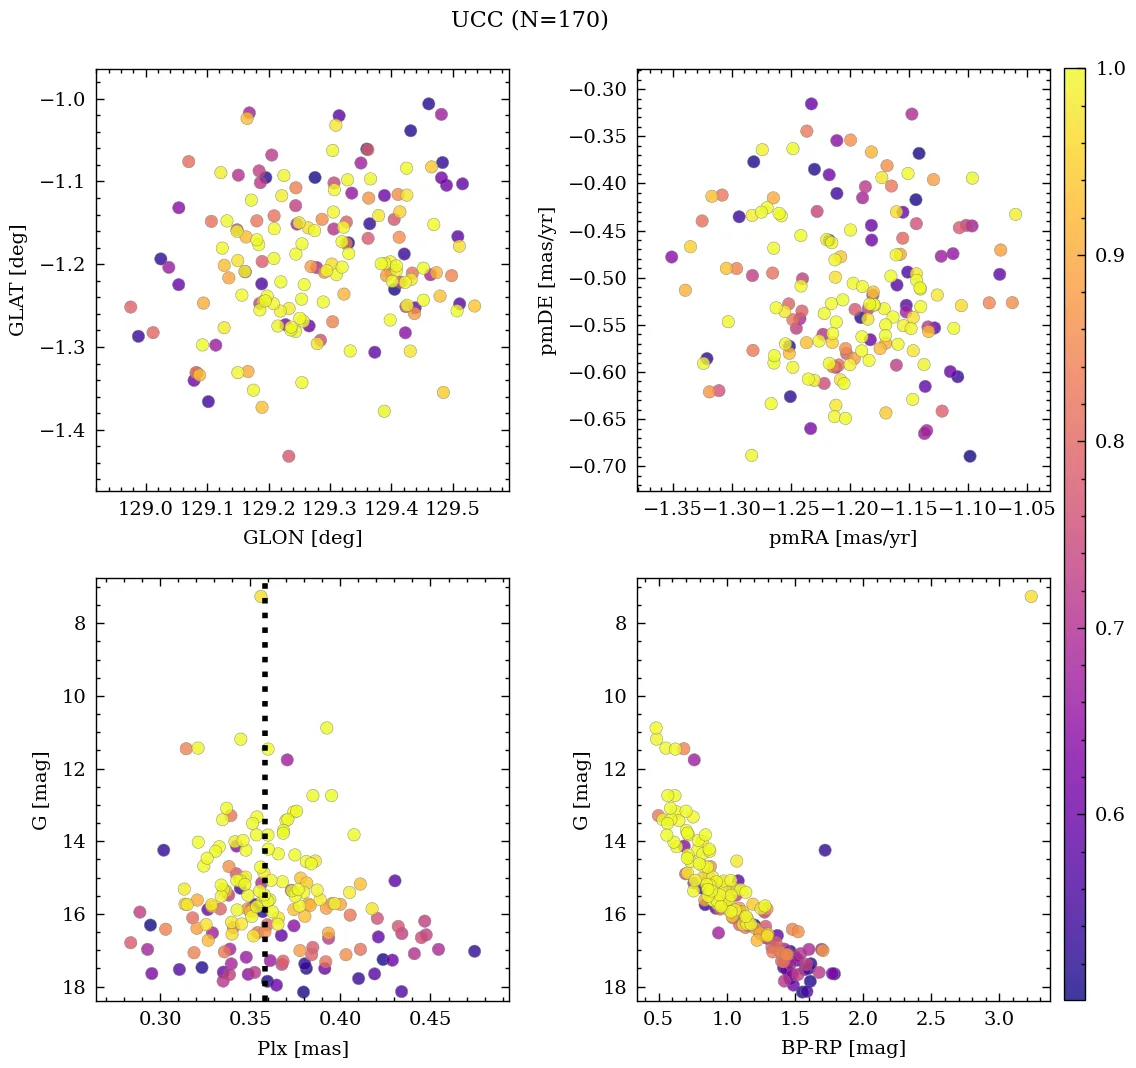 UCC (N=170)
−1.0
−1.1
−1.2
−1.3
−1.4
GLAT [deg]
129.0 129.1 129.2 129.3 129.4 129.5
GLON [deg]
−0.30
−0.35
−0.40
−0.45
−0.50
−0.55
−0.60
−0.65
−0.70
pmDE [mas/yr]
−1.35 −1.30 −1.25 −1.20 −1.15 −1.10 −1.05
pmRA [mas/yr]
1.0
0.9
0.8
0.7
0.6
8
10
12
14
16
18
G [mag]
0.30 0.35 0.40 0.45
Plx [mas]
8
10
12
14
16
18
G [mag]
0.5 1.0 1.5 2.0 2.5 3.0
BP-RP [mag]